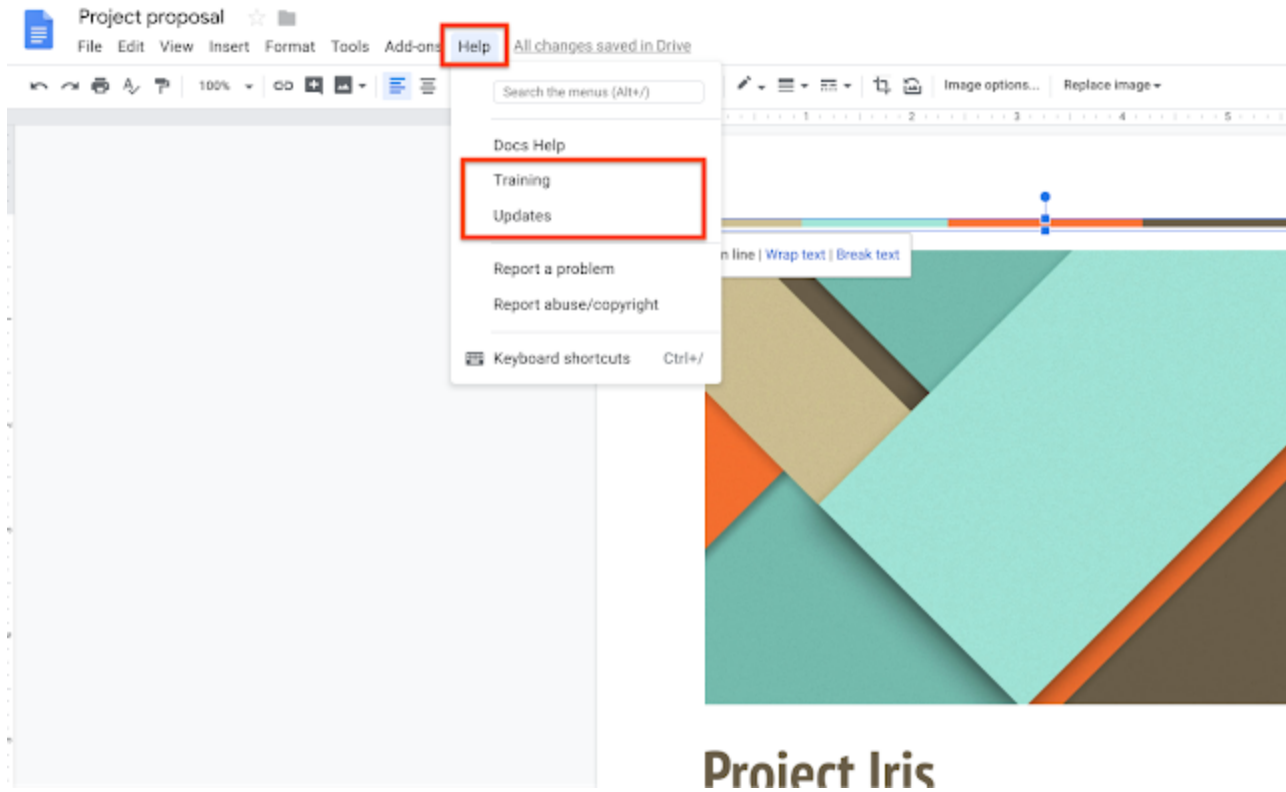 Project proposal
File Edit View Insert Format Tools Add-ons Help All changes saved in Drive
100% Image options... Replace image
Search the menus (Alt+/)
1 2 3 4 5
Docs Help
Training
Updates
line | Wrap text | Break text
Report a problem
Report abuse/copyright
Keyboard shortcuts Ctrl+/
Project Iris